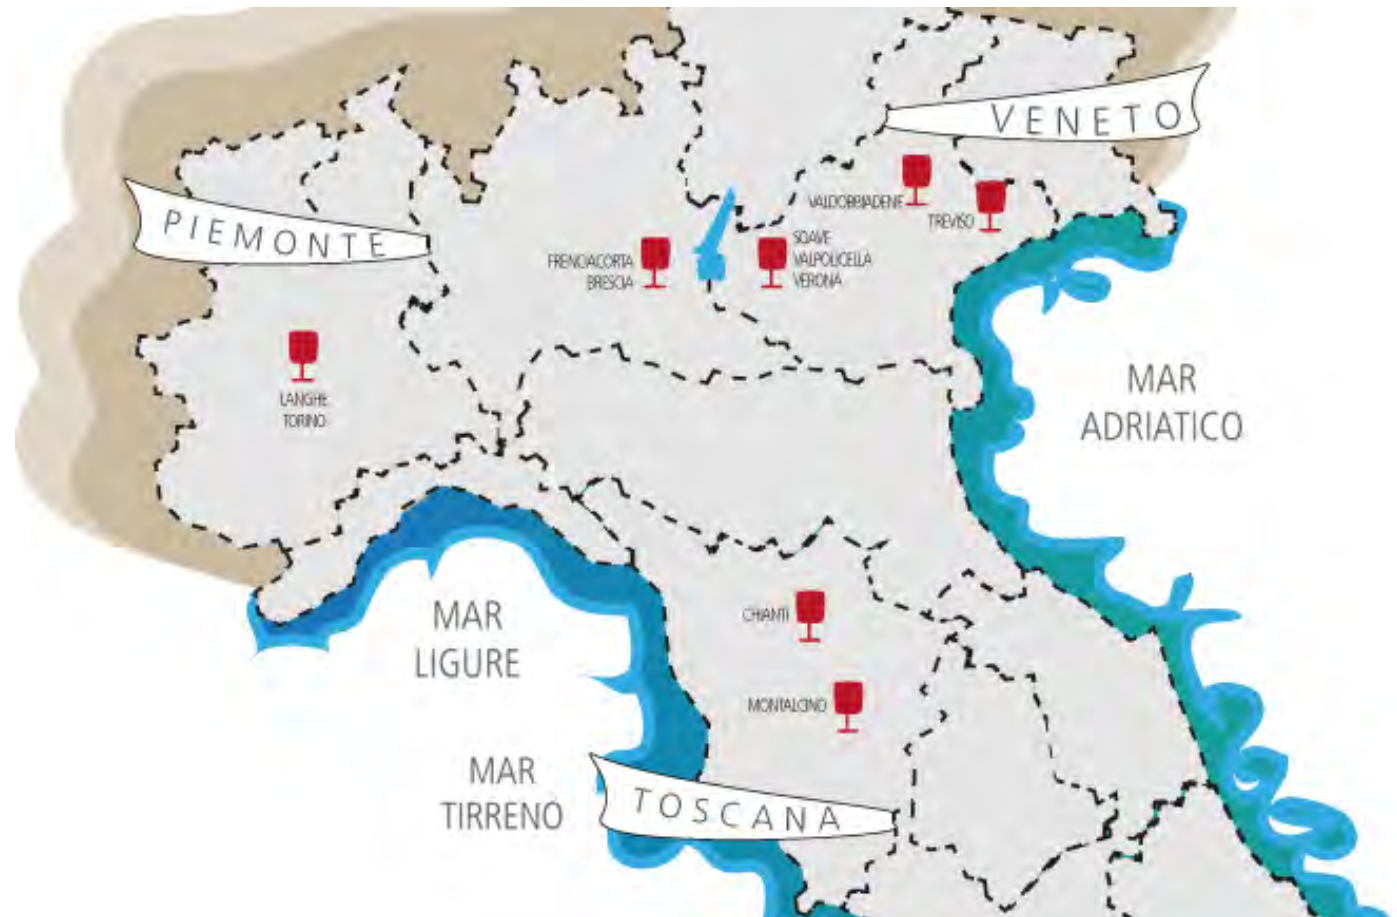 VENETO
PIEMONTE
VALDOBBIADENE
TREVISO
FRENCIACORTA
BRESCIA
SOAVE
VALPOLICELLA
VERONA
LANGHE
TORINO
MAR
ADRIATICO
CHIANTI
MAR
LIGURE
MONTALCINO
MAR
TIRRENO
TOSCANA